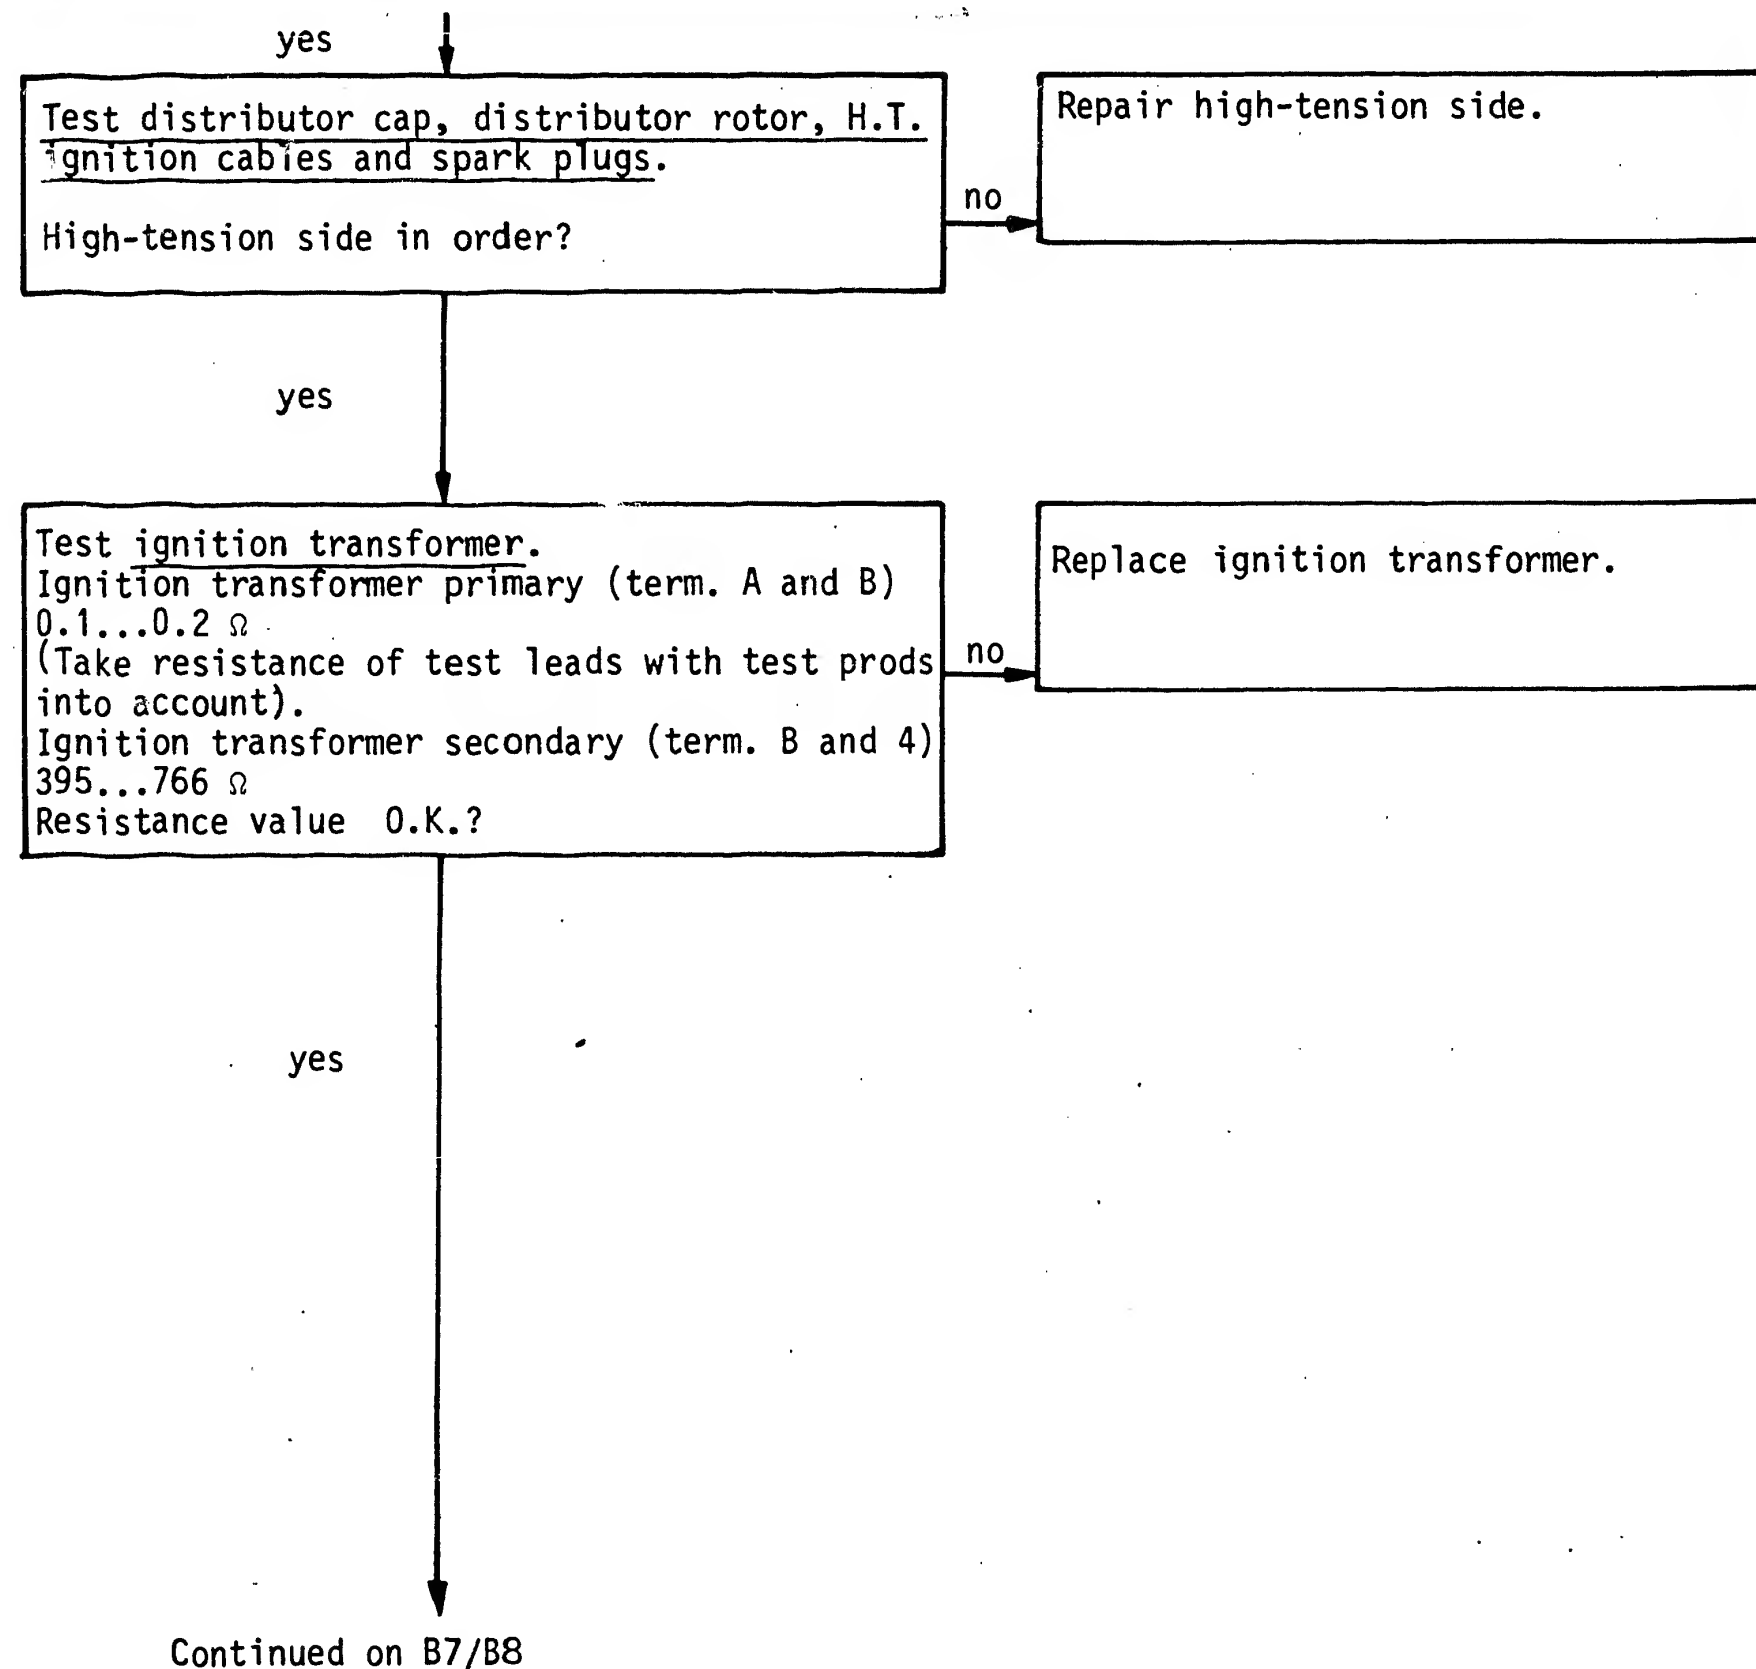 yes
Test distributor cap, distributor rotor, H.T.
ignition cables and spark plugs.
High-tension side in order?
no
Repair high-tension side.
yes
Test ignition transformer.
Ignition transformer primary (term. A and B)
0.1...0.2 Ω
(Take resistance of test leads with test prods
into account).
Ignition transformer secondary (term. B and 4)
395...766 Ω
Resistance value O.K.?
no
Replace ignition transformer.
yes
Continued on B7/B8